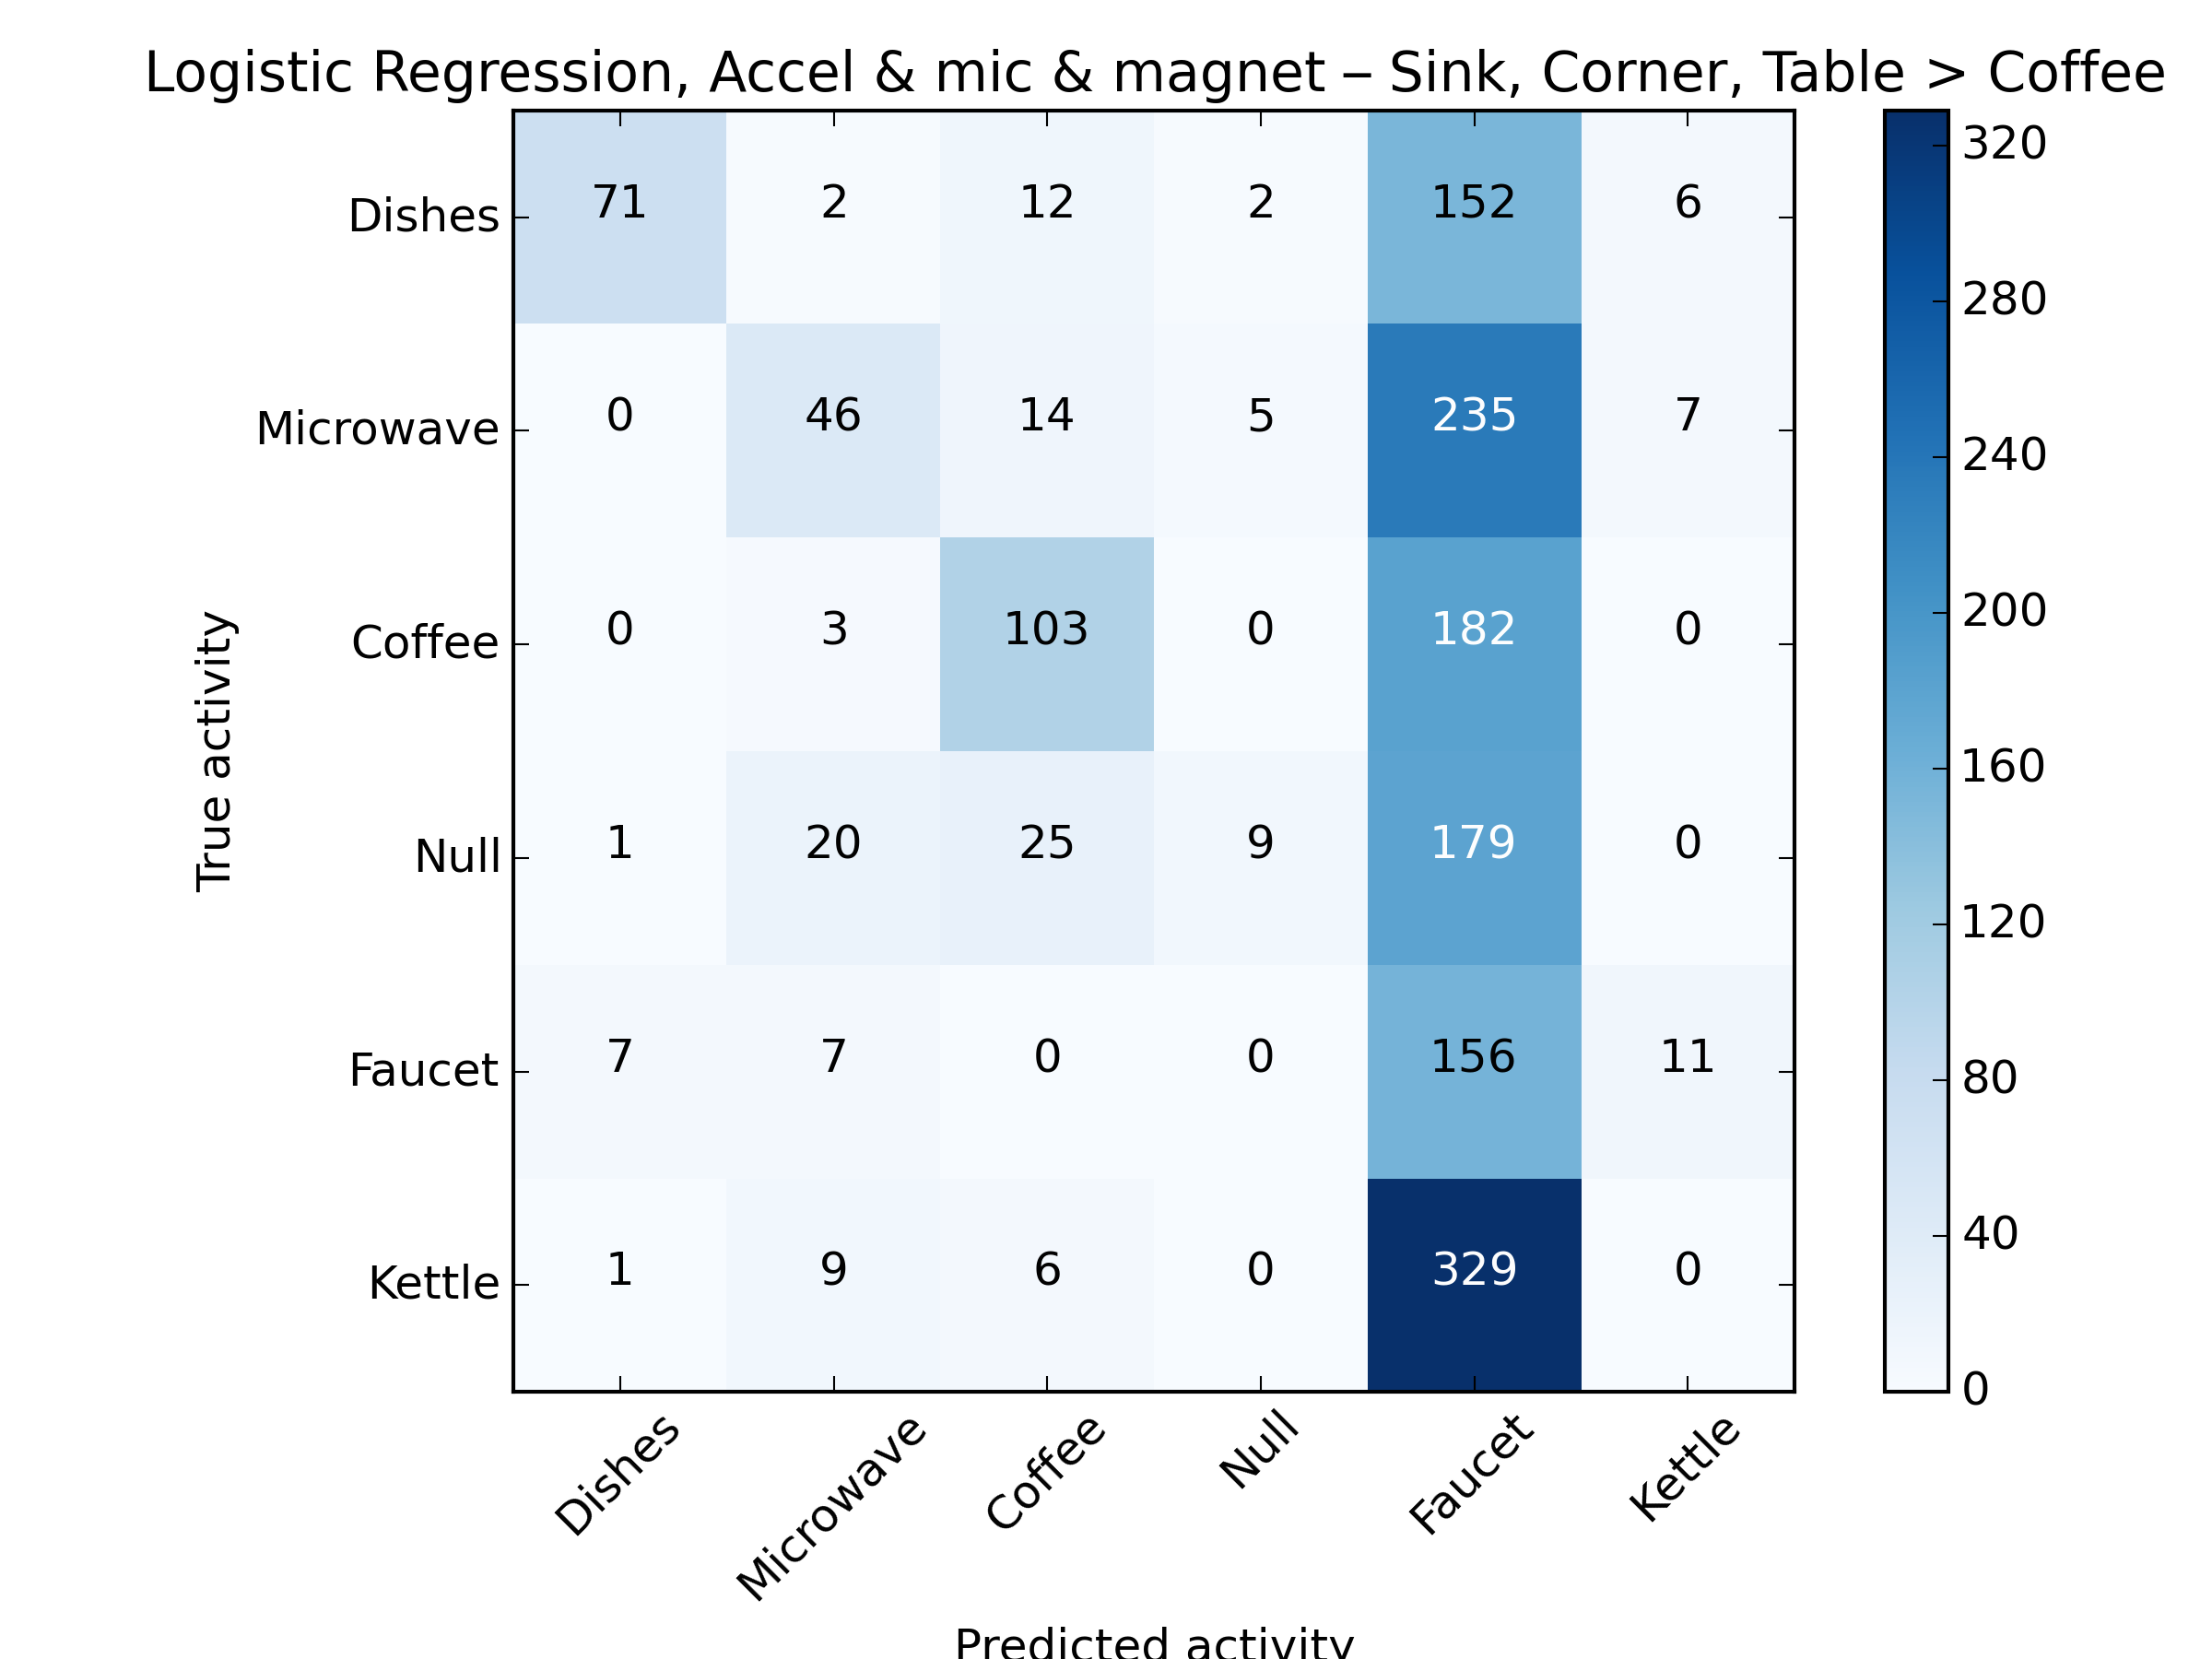 Logistic Regression, Accel & mic & magnet – Sink, Corner, Table > Coffee
Dishes 71 2 12 2 152 6
Microwave 0 46 14 5 235 7
Coffee 0 3 103 0 182 0
Null 1 20 25 9 179 0
Faucet 7 7 0 0 156 11
Kettle 1 9 6 0 329 0
True activity
Dishes Microwave Coffee Null Faucet Kettle
Predicted activity
320
280
240
200
160
120
80
40
0